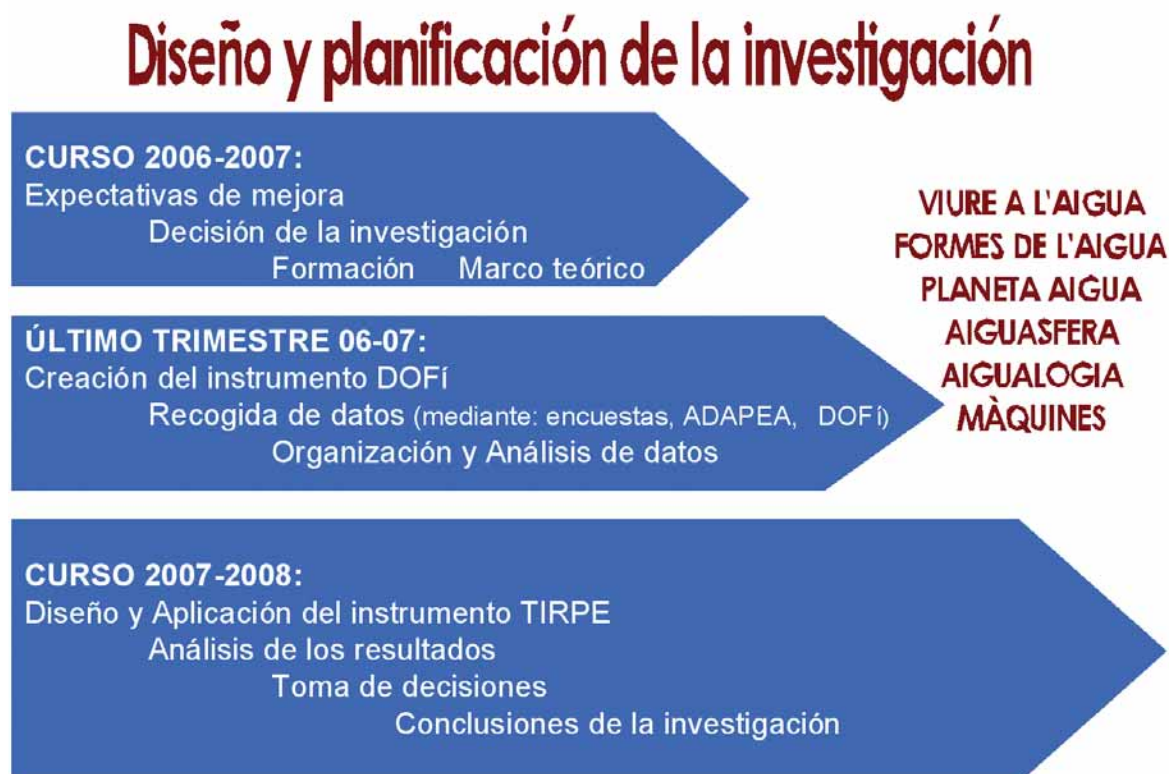 Diseño y planificación de la investigación
CURSO 2006-2007:
Expectativas de mejora
Decisión de la investigación
Formación Marco teórico
ÚLTIMO TRIMESTRE 06-07:
Creación del instrumento DOFí
Recogida de datos (mediante: encuestas, ADAPEA, DOFí)
Organización y Análisis de datos
CURSO 2007-2008:
Diseño y Aplicación del instrumento TIRPE
Análisis de los resultados
Toma de decisiones
Conclusiones de la investigación
VIURE A L'AIGUA
FORMES DE L'AIGUA
PLANETA AIGUA
AIGUASFERA
AIGUALOGIA
MÀQUINES